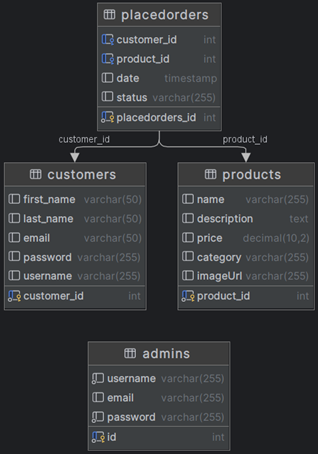 placedorders
customer_id int
product_id int
date timestamp
status varchar(255)
placedorders_id int
customer_id
product_id
customers
first_name varchar(50)
last_name varchar(50)
email varchar(50)
password varchar(255)
username varchar(255)
customer_id int
products
name varchar(255)
description text
price decimal(10,2)
category varchar(255)
imageUrl varchar(255)
product_id int
admins
username varchar(255)
email varchar(255)
password varchar(255)
id int